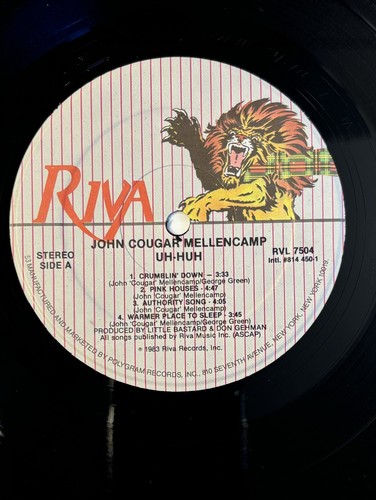 RIVA
JOHN COUGAR MELLENCAMP
UH-HUH
STEREO
SIDE A
RVL 7504
Intl. #814 450-1
1. CRUMBLIN' DOWN – 3:33
(John 'Cougar' Mellencamp/George Green)
2. PINK HOUSES - 4:47
(John 'Cougar' Mellencamp)
3. AUTHORITY SONG - 4:05
(John 'Cougar' Mellencamp)
4. WARMER PLACE TO SLEEP - 3:45
(John 'Cougar' Mellencamp/George Green)
PRODUCED BY LITTLE BASTARD & DON GEHMAN
All songs published by Riva Music Inc. (ASCAP)
℗ 1983 Riva Records, Inc.
53 MANUFACTURED AND MARKETED BY POLYGRAM RECORDS, INC., 810 SEVENTH AVENUE, NEW YORK, NEW YORK 10019.